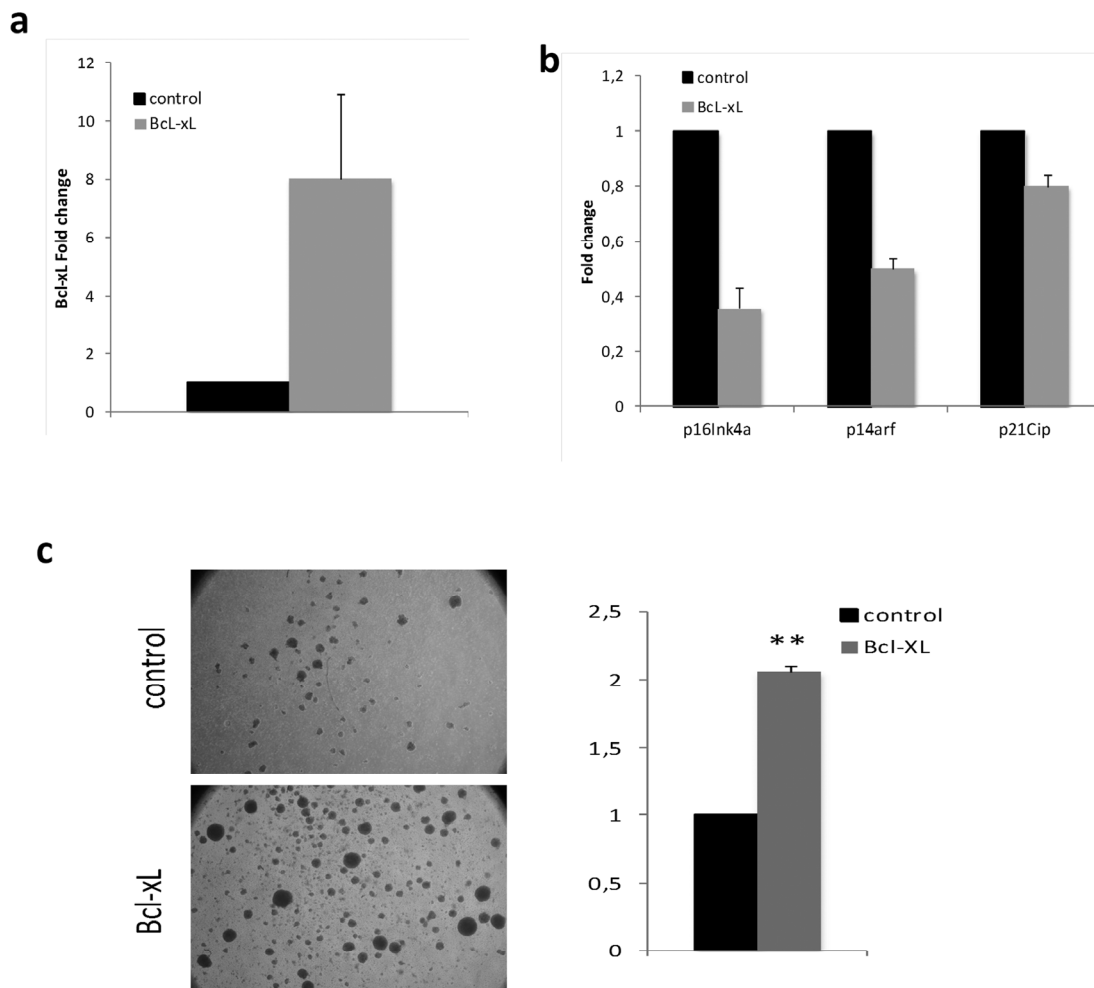 a
12
10
8
6
4
2
0
Bcl-xL Fold change
control
BcL-xL
b
1,2
1
0,8
0,6
0,4
0,2
0
Fold change
control
BcL-xL
p16Ink4a
p14arf
p21Cip
c
control
Bcl-xL
2,5
2
1,5
1
0,5
0
**
control
Bcl-XL